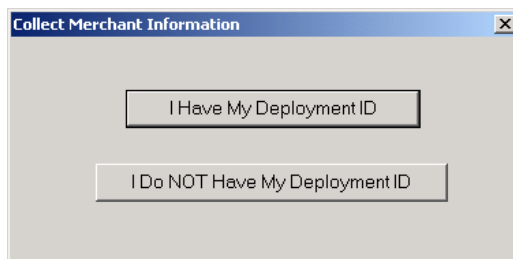 Collect Merchant Information
I Have My Deployment ID
I Do NOT Have My Deployment ID